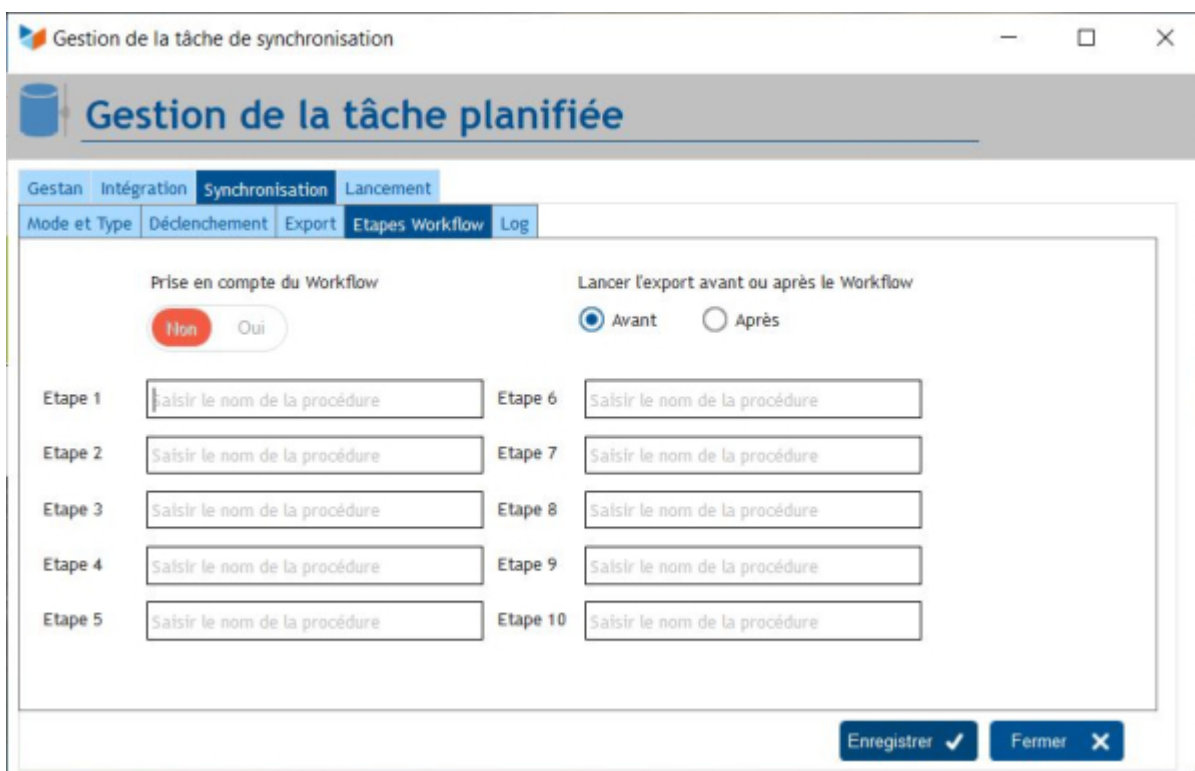 Gestion de la tâche de synchronisation
Gestion de la tâche planifiée
Gestan Intégration Synchronisation Lancement
Mode et Type Déclenchement Export Etapes Workflow Log
Prise en compte du Workflow Lancer l'export avant ou après le Workflow
Non Oui Avant Après
Etape 1 Saisir le nom de la procédure Etape 6 Saisir le nom de la procédure
Etape 2 Saisir le nom de la procédure Etape 7 Saisir le nom de la procédure
Etape 3 Saisir le nom de la procédure Etape 8 Saisir le nom de la procédure
Etape 4 Saisir le nom de la procédure Etape 9 Saisir le nom de la procédure
Etape 5 Saisir le nom de la procédure Etape 10 Saisir le nom de la procédure
Enregistrer Fermer